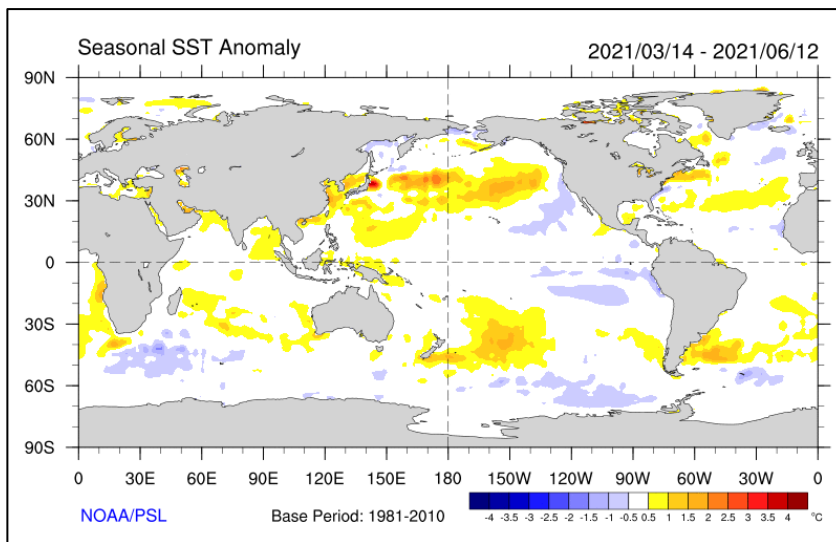 Seasonal SST Anomaly 2021/03/14 - 2021/06/12
90N
60N
30N
0
30S
60S
90S
0 30E 60E 90E 120E 150E 180 150W 120W 90W 60W 30W 0
NOAA/PSL Base Period: 1981-2010
-4 -3.5 -3 -2.5 -2 -1.5 -1 -0.5 0.5 1 1.5 2 2.5 3 3.5 4 °C